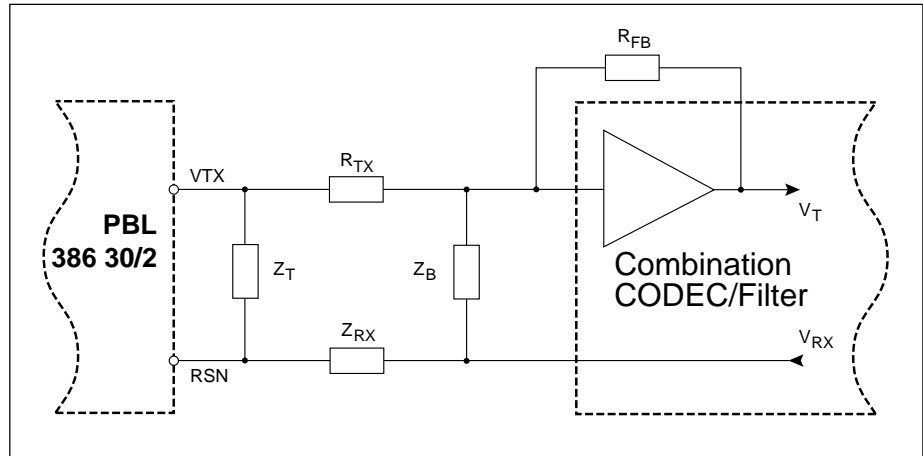 R_FB
VTX
R_TX
V_T
PBL
386 30/2
Z_T
Z_B
Combination
CODEC/Filter
Z_RX
V_RX
RSN